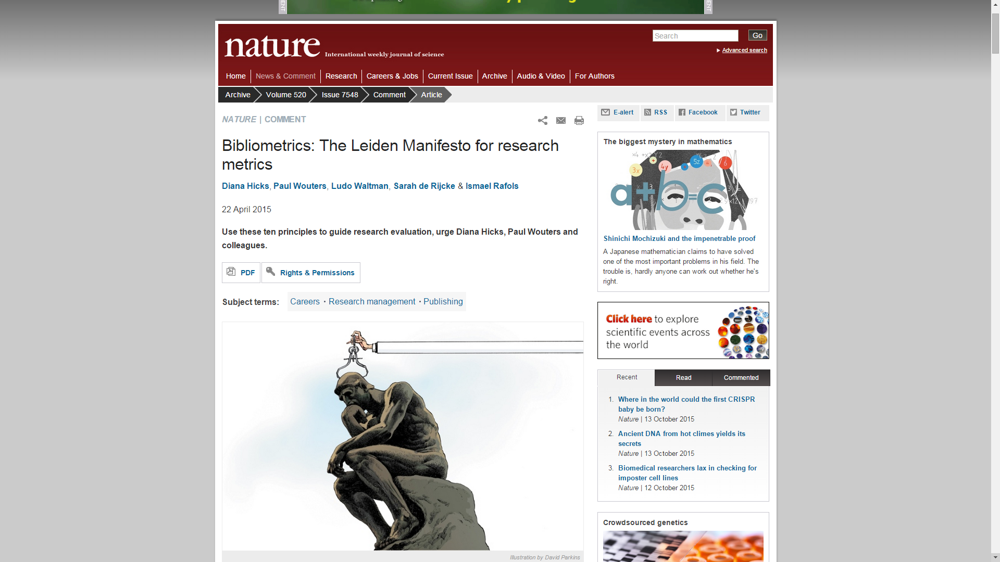 nature International weekly journal of science
Search Go
Advanced search
Home News & Comment Research Careers & Jobs Current Issue Archive Audio & Video For Authors
Archive Volume 520 Issue 7548 Comment Article
NATURE | COMMENT
Bibliometrics: The Leiden Manifesto for research
metrics
Diana Hicks, Paul Wouters, Ludo Waltman, Sarah de Rijcke & Ismael Rafols
22 April 2015
Use these ten principles to guide research evaluation, urge Diana Hicks, Paul Wouters and
colleagues.
PDF Rights & Permissions
Subject terms: Careers • Research management • Publishing
Illustration by David Parkins
E-alert RSS Facebook Twitter
The biggest mystery in mathematics
a+b=c
Shinichi Mochizuki and the impenetrable proof
A Japanese mathematician claims to have solved
one of the most important problems in his field. The
trouble is, hardly anyone can work out whether he's
right.
Click here to explore
scientific events across
the world
Recent Read Commented
1. Where in the world could the first CRISPR
baby be born?
Nature | 13 October 2015
2. Ancient DNA from hot climes yields its
secrets
Nature | 13 October 2015
3. Biomedical researchers lax in checking for
imposter cell lines
Nature | 12 October 2015
Crowdsourced genetics